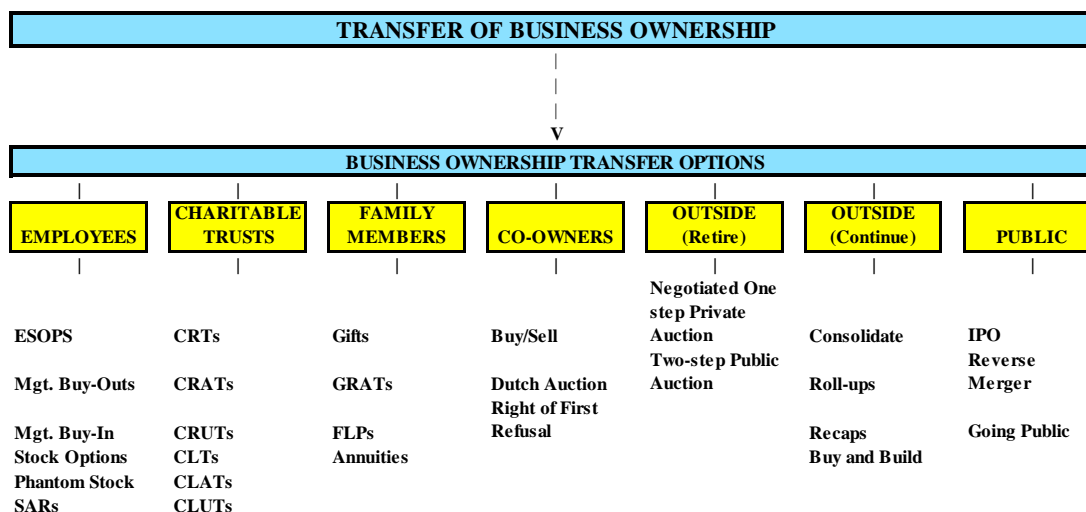 TRANSFER OF BUSINESS OWNERSHIP
V
BUSINESS OWNERSHIP TRANSFER OPTIONS
EMPLOYEES
CHARITABLE
TRUSTS
FAMILY
MEMBERS
CO-OWNERS
OUTSIDE
(Retire)
OUTSIDE
(Continue)
PUBLIC
ESOPS
Mgt. Buy-Outs
Mgt. Buy-In
Stock Options
Phantom Stock
SARs
CRTs
CRATs
CRUTs
CLTs
CLATs
CLUTs
Gifts
GRATs
FLPs
Annuities
Buy/Sell
Dutch Auction
Right of First
Refusal
Negotiated One
step Private
Auction
Two-step Public
Auction
Consolidate
Roll-ups
Recaps
Buy and Build
IPO
Reverse
Merger
Going Public